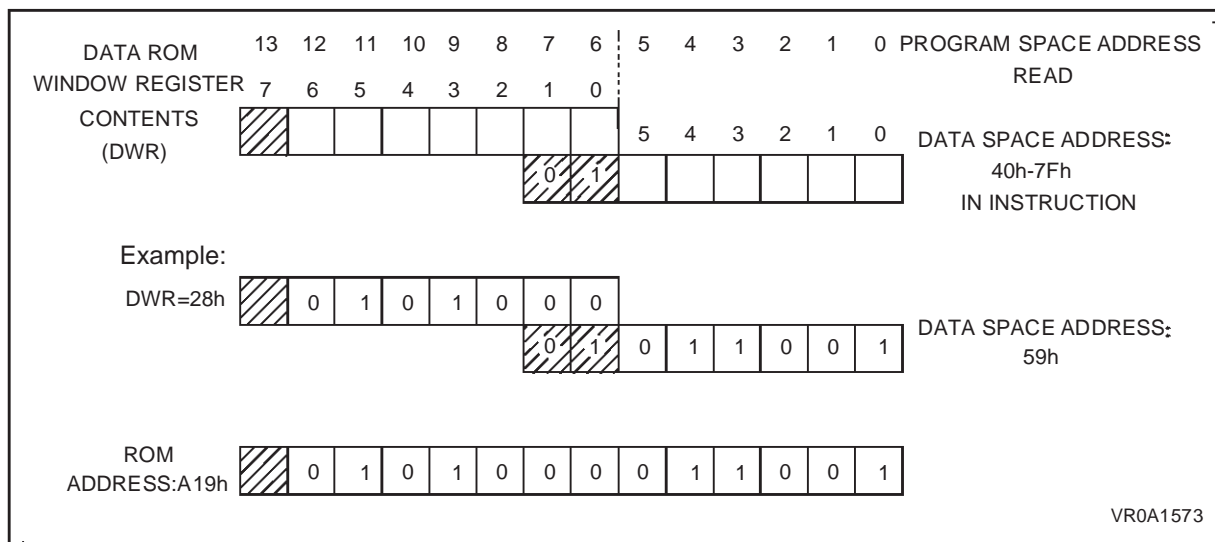 DATA ROM
WINDOW REGISTER
CONTENTS
(DWR)
13 12 11 10 9 8 7 6 5 4 3 2 1 0 PROGRAM SPACE ADDRESS
READ
7 6 5 4 3 2 1 0
5 4 3 2 1 0
0 1
DATA SPACE ADDRESS:
40h-7Fh
IN INSTRUCTION
Example:
DWR=28h
0 1 0 1 0 0 0
0 1 0 1 1 0 0 1
DATA SPACE ADDRESS:
59h
ROM
ADDRESS:A19h
0 1 0 1 0 0 0 0 1 1 0 0 1
VR0A1573